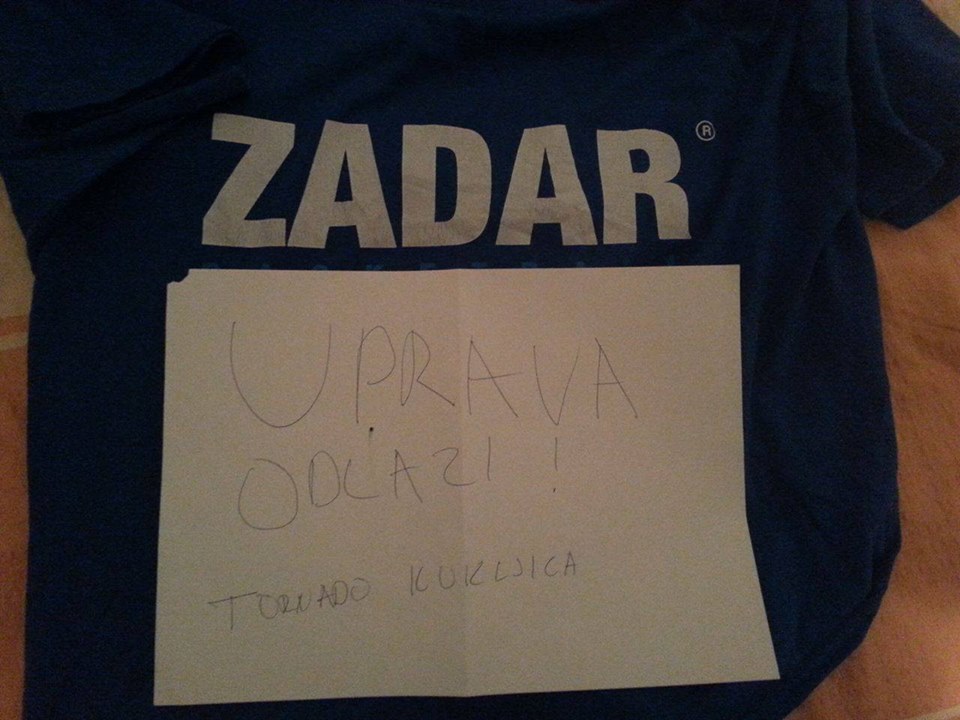 ZADAR®
UPRAVA
ODLAZI !
TORNADO KUKLJICA